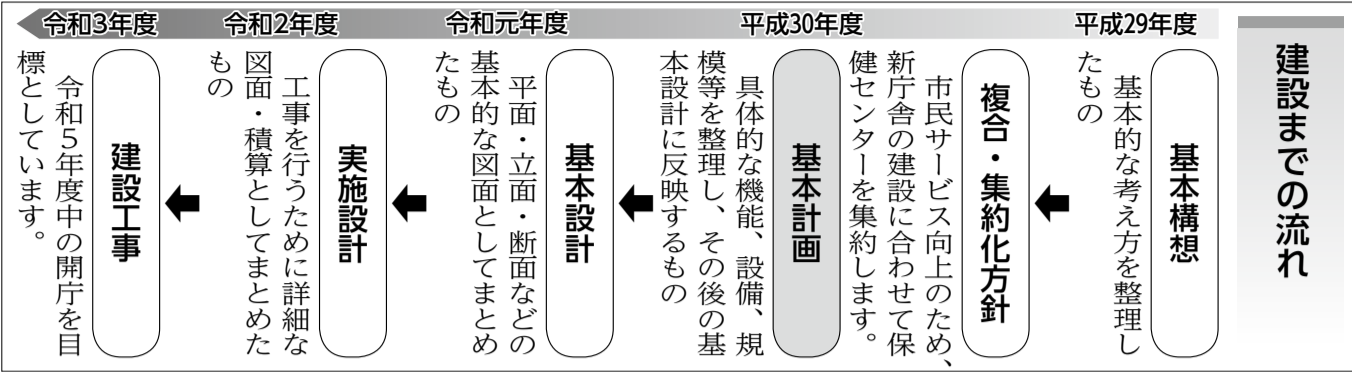 建設までの流れ
平成29年度
基本構想
基本的な考え方を整理し
たもの
平成30年度
複合・集約化方針
市民サービス向上のため、
新庁舎の建設に合わせて保
健センターを集約します。
基本計画
具体的な機能、設備、規
模等を整理し、その後の基
本設計に反映するもの
令和元年度
基本設計
平面・立面・断面などの
基本的な図面としてまとめ
たもの
令和2年度
実施設計
工事を行うために詳細な
図面・積算としてまとめた
もの
令和3年度
建設工事
令和5年度中の開庁を目
標としています。